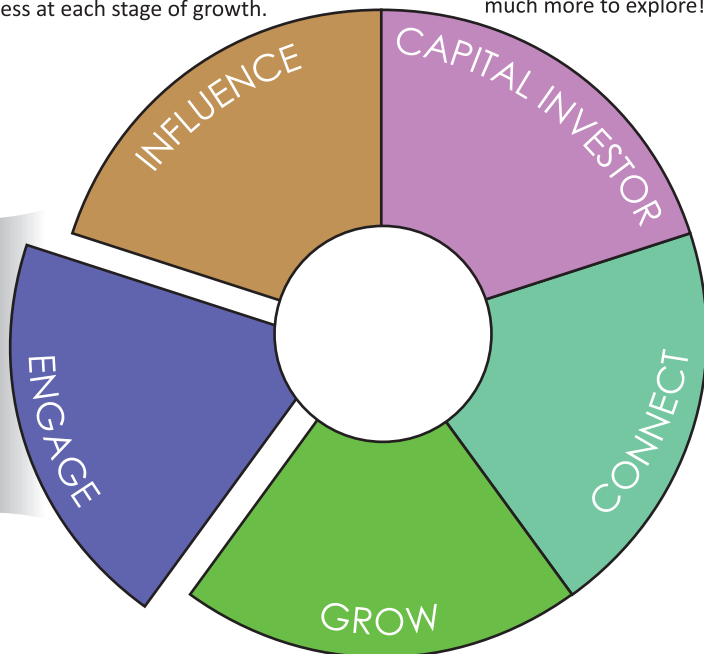 ess at each stage of growth.
much more to explore!
INFLUENCE
CAPITAL INVESTOR
ENGAGE
CONNECT
GROW